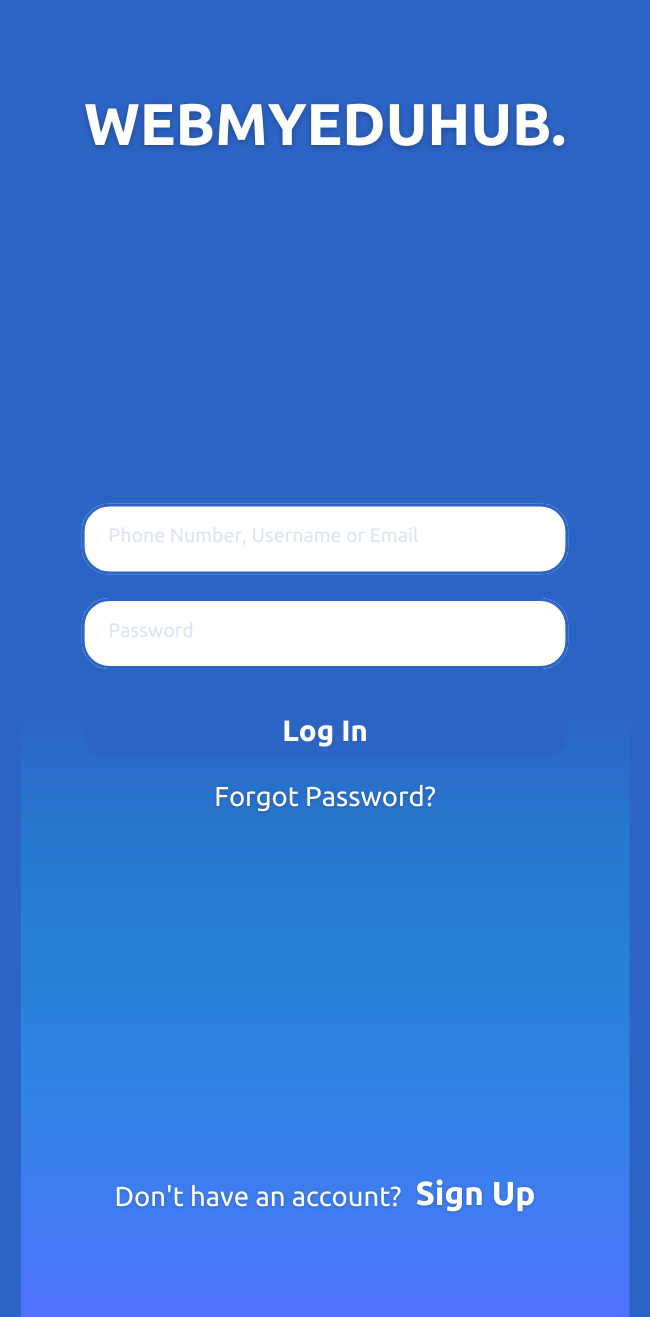 WEBMYEDUHUB.
Phone Number, Username or Email
Password
Log In
Forgot Password?
Don't have an account? Sign Up